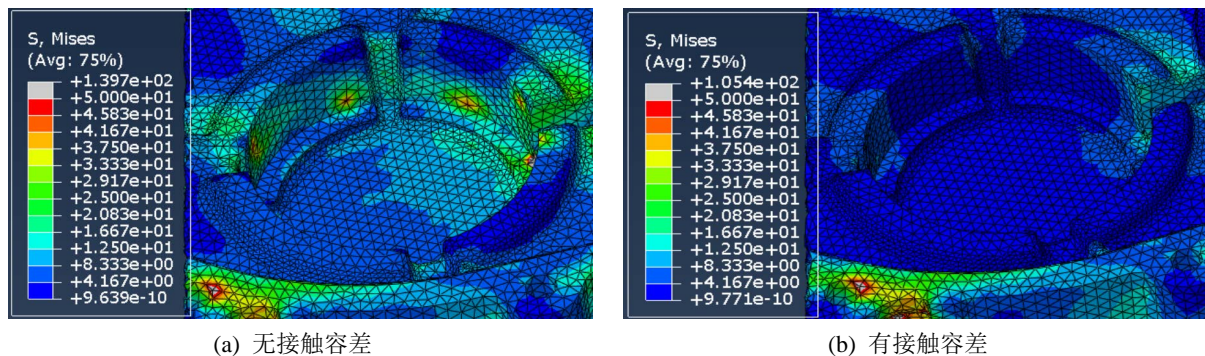 S, Mises
(Avg: 75%)
+1.397e+02
+5.000e+01
+4.583e+01
+4.167e+01
+3.750e+01
+3.333e+01
+2.917e+01
+2.500e+01
+2.083e+01
+1.667e+01
+1.250e+01
+8.333e+00
+4.167e+00
+9.639e-10
(a) 无接触容差
S, Mises
(Avg: 75%)
+1.054e+02
+5.000e+01
+4.583e+01
+4.167e+01
+3.750e+01
+3.333e+01
+2.917e+01
+2.500e+01
+2.083e+01
+1.667e+01
+1.250e+01
+8.333e+00
+4.167e+00
+9.771e-10
(b) 有接触容差